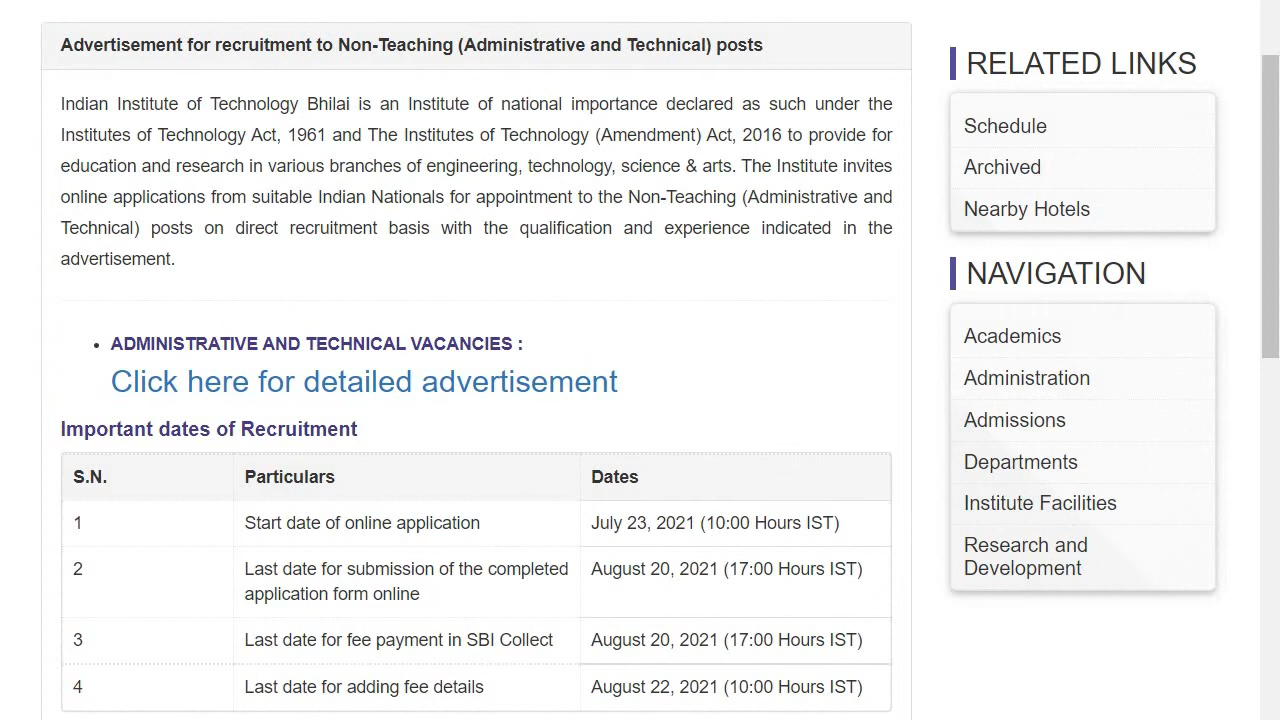 Advertisement for recruitment to Non-Teaching (Administrative and Technical) posts
Indian Institute of Technology Bhilai is an Institute of national importance declared as such under the
Institutes of Technology Act, 1961 and The Institutes of Technology (Amendment) Act, 2016 to provide for
education and research in various branches of engineering, technology, science & arts. The Institute invites
online applications from suitable Indian Nationals for appointment to the Non-Teaching (Administrative and
Technical) posts on direct recruitment basis with the qualification and experience indicated in the
advertisement.
ADMINISTRATIVE AND TECHNICAL VACANCIES :
Click here for detailed advertisement
Important dates of Recruitment
S.N. Particulars Dates
1 Start date of online application July 23, 2021 (10:00 Hours IST)
2 Last date for submission of the completed August 20, 2021 (17:00 Hours IST)
application form online
3 Last date for fee payment in SBI Collect August 20, 2021 (17:00 Hours IST)
4 Last date for adding fee details August 22, 2021 (10:00 Hours IST)
RELATED LINKS
Schedule
Archived
Nearby Hotels
NAVIGATION
Academics
Administration
Admissions
Departments
Institute Facilities
Research and
Development